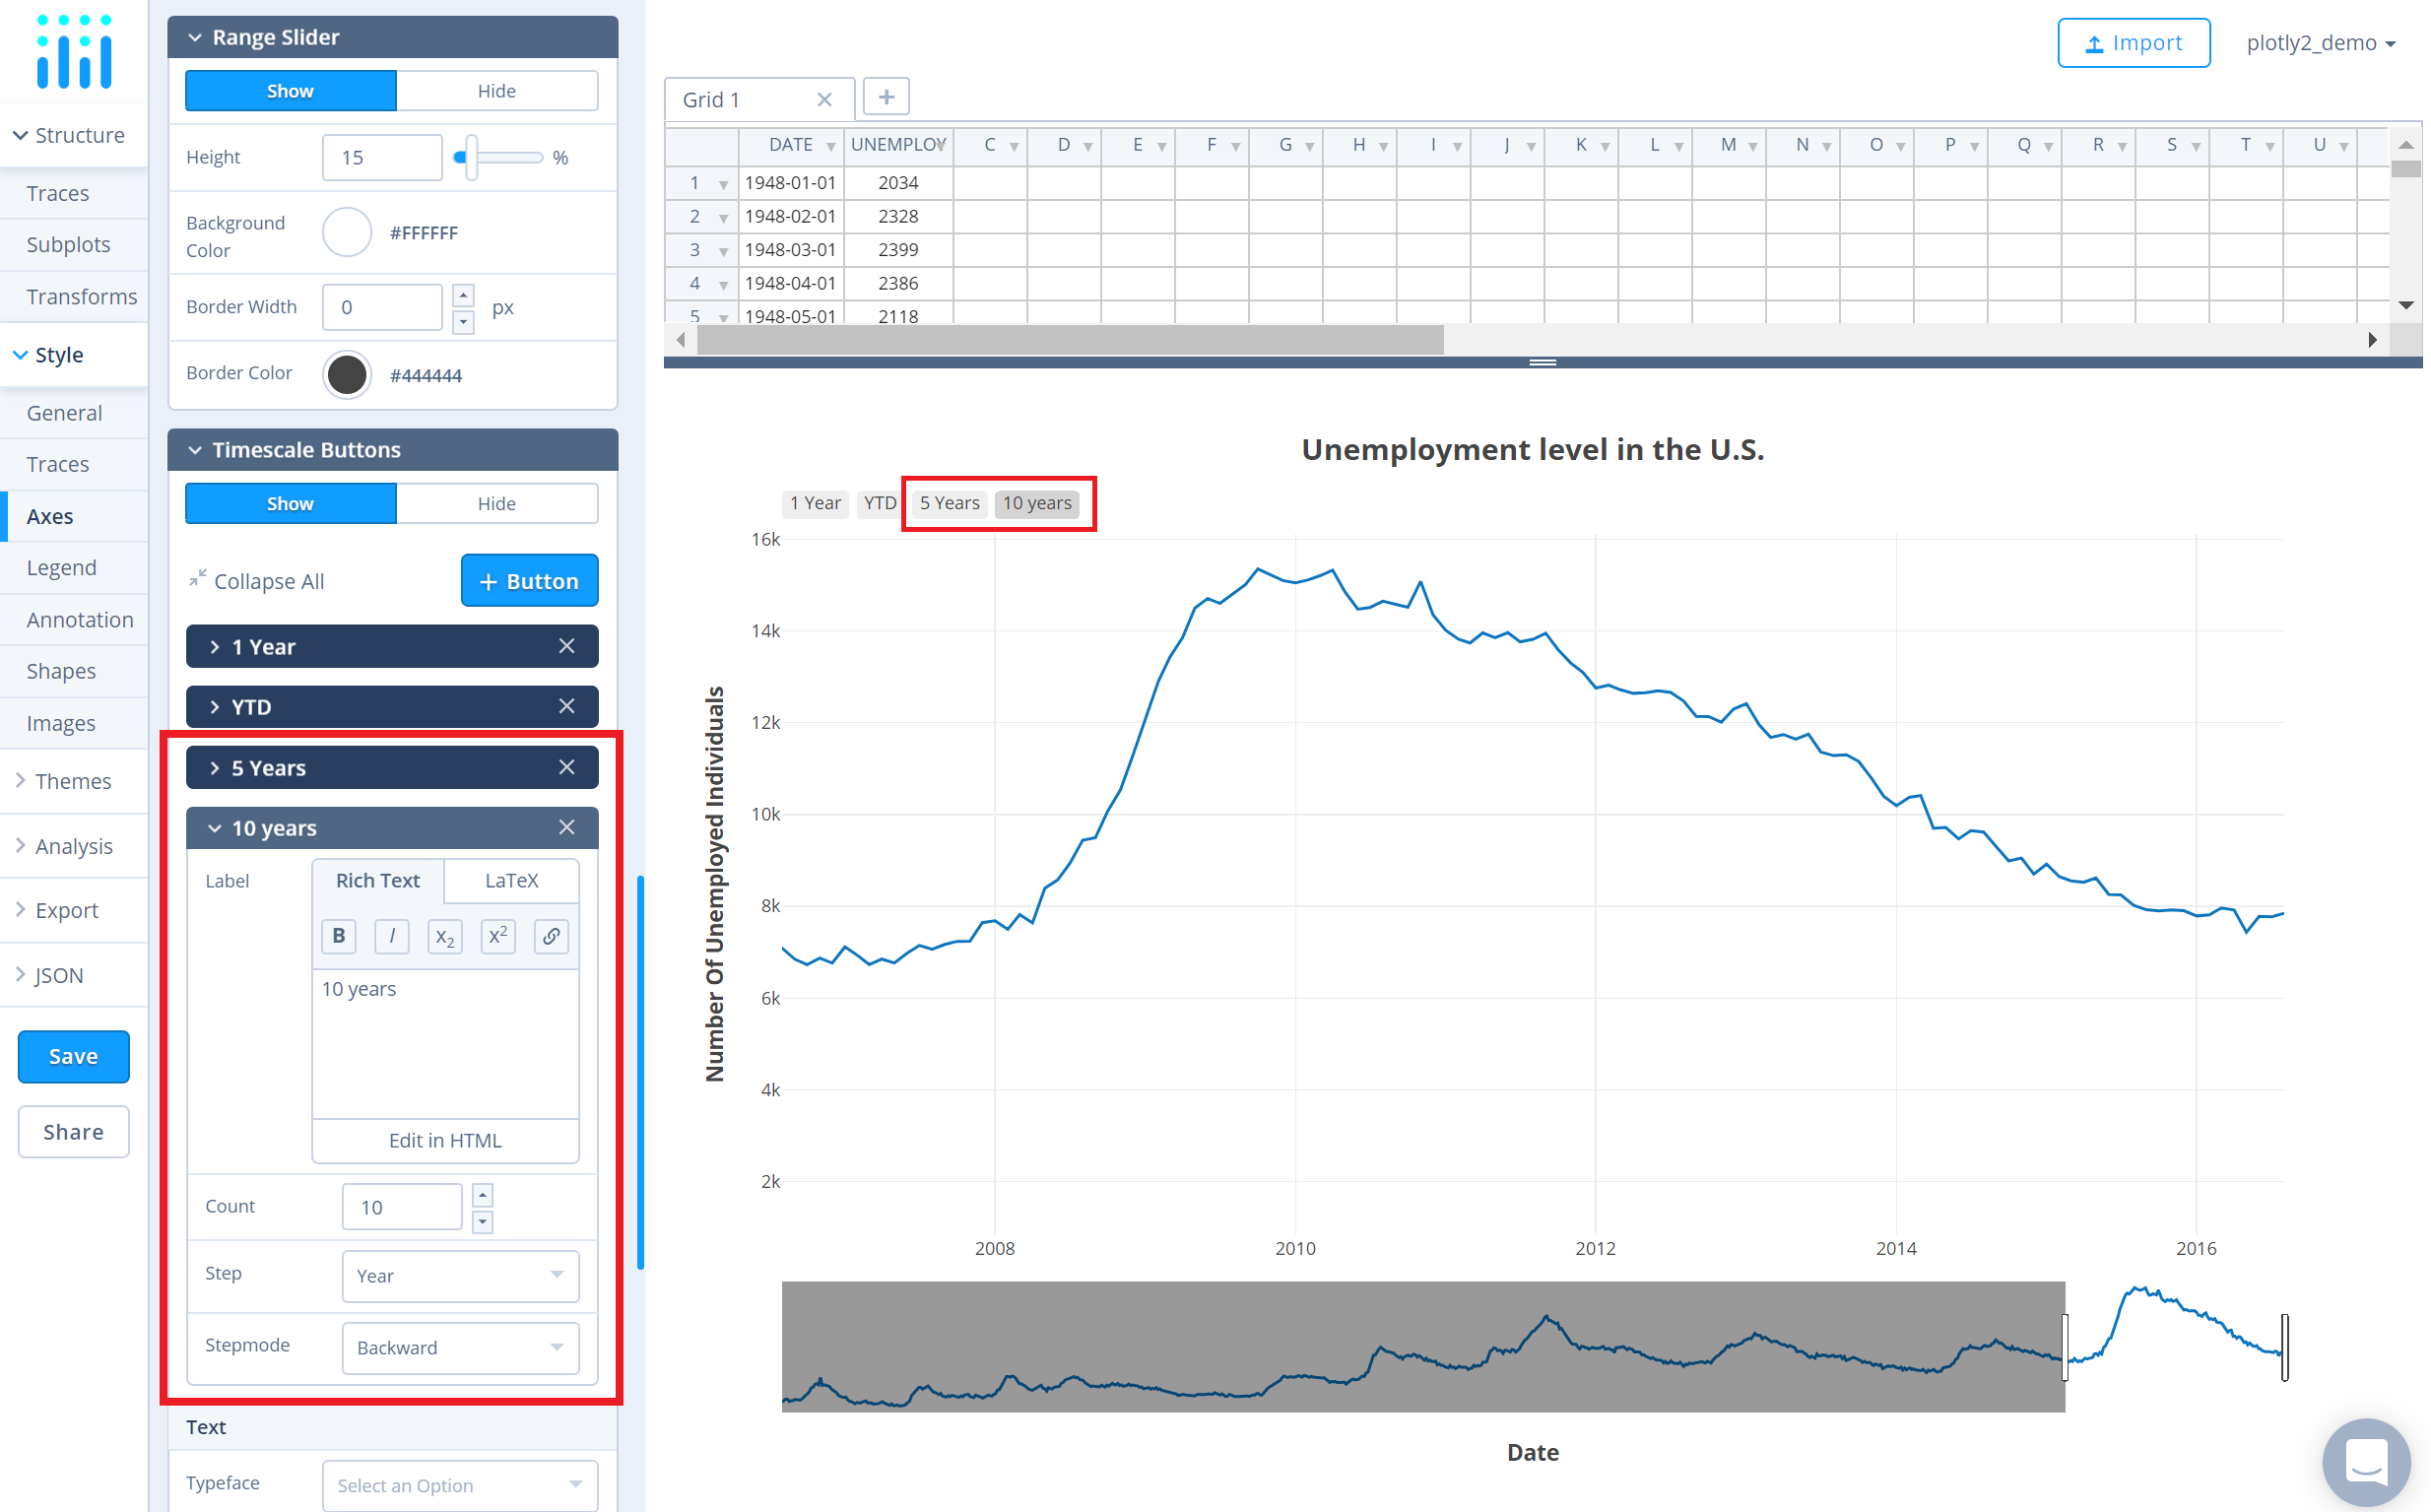 Structure
Traces
Subplots
Transforms
Style
General
Traces
Axes
Legend
Annotation
Shapes
Images
Themes
Analysis
Export
JSON
Save
Share
Range Slider
Show Hide
Height 15 %
Background
Color
#FFFFFF
Border Width 0 px
Border Color #444444
Timescale Buttons
Show Hide
Collapse All + Button
1 Year
YTD
5 Years
10 years
Label Rich Text LaTeX
B I X2 X2
10 years
Edit in HTML
Count 10
Step Year
Stepmode Backward
Text
Typeface Select an Option
Import plotly2_demo
Grid 1 +
DATE UNEMPLOY C D E F G H I J K L M N O P Q R S T U
1 1948-01-01 2034
2 1948-02-01 2328
3 1948-03-01 2399
4 1948-04-01 2386
5 1948-05-01 2118
Unemployment level in the U.S.
1 Year YTD 5 Years 10 years
16k
14k
12k
10k
8k
6k
4k
2k
Number Of Unemployed Individuals
2008 2010 2012 2014 2016
Date